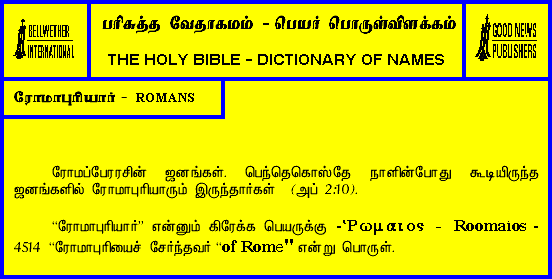 BELLWETHER
INTERNATIONAL
பரிசுத்த வேதாகமம் - பெயர் பொருள்விளக்கம்
THE HOLY BIBLE - DICTIONARY OF NAMES
GOOD NEWS
PUBLISHERS
ரோமாபுரியார் - ROMANS
ரோமப்பேரரசின் ஜனங்கள். பெந்தெகொஸ்தே நாளின்போது கூடியிருந்த
ஜனங்களில் ரோமாபுரியாரும் இருந்தார்கள் (அப் 2:10).
“ரோமாபுரியார்” என்னும் கிரேக்க பெயருக்கு -‘Ρωματος - Roomaios -
4514 “ரோமாபுரியைச் சேர்ந்தவர் “of Rome" என்று பொருள்.